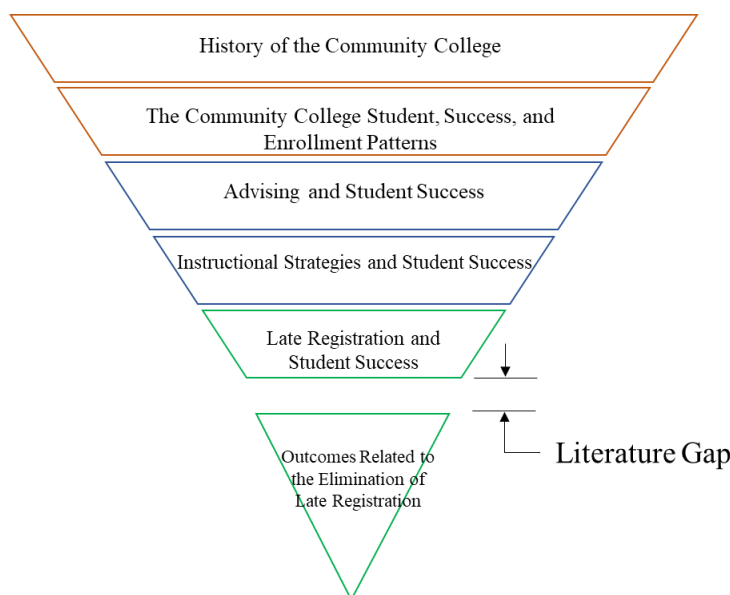 History of the Community College
The Community College Student, Success, and
Enrollment Patterns
Advising and Student Success
Instructional Strategies and Student Success
Late Registration and
Student Success
Outcomes Related to
the Elimination of
Late Registration
Literature Gap